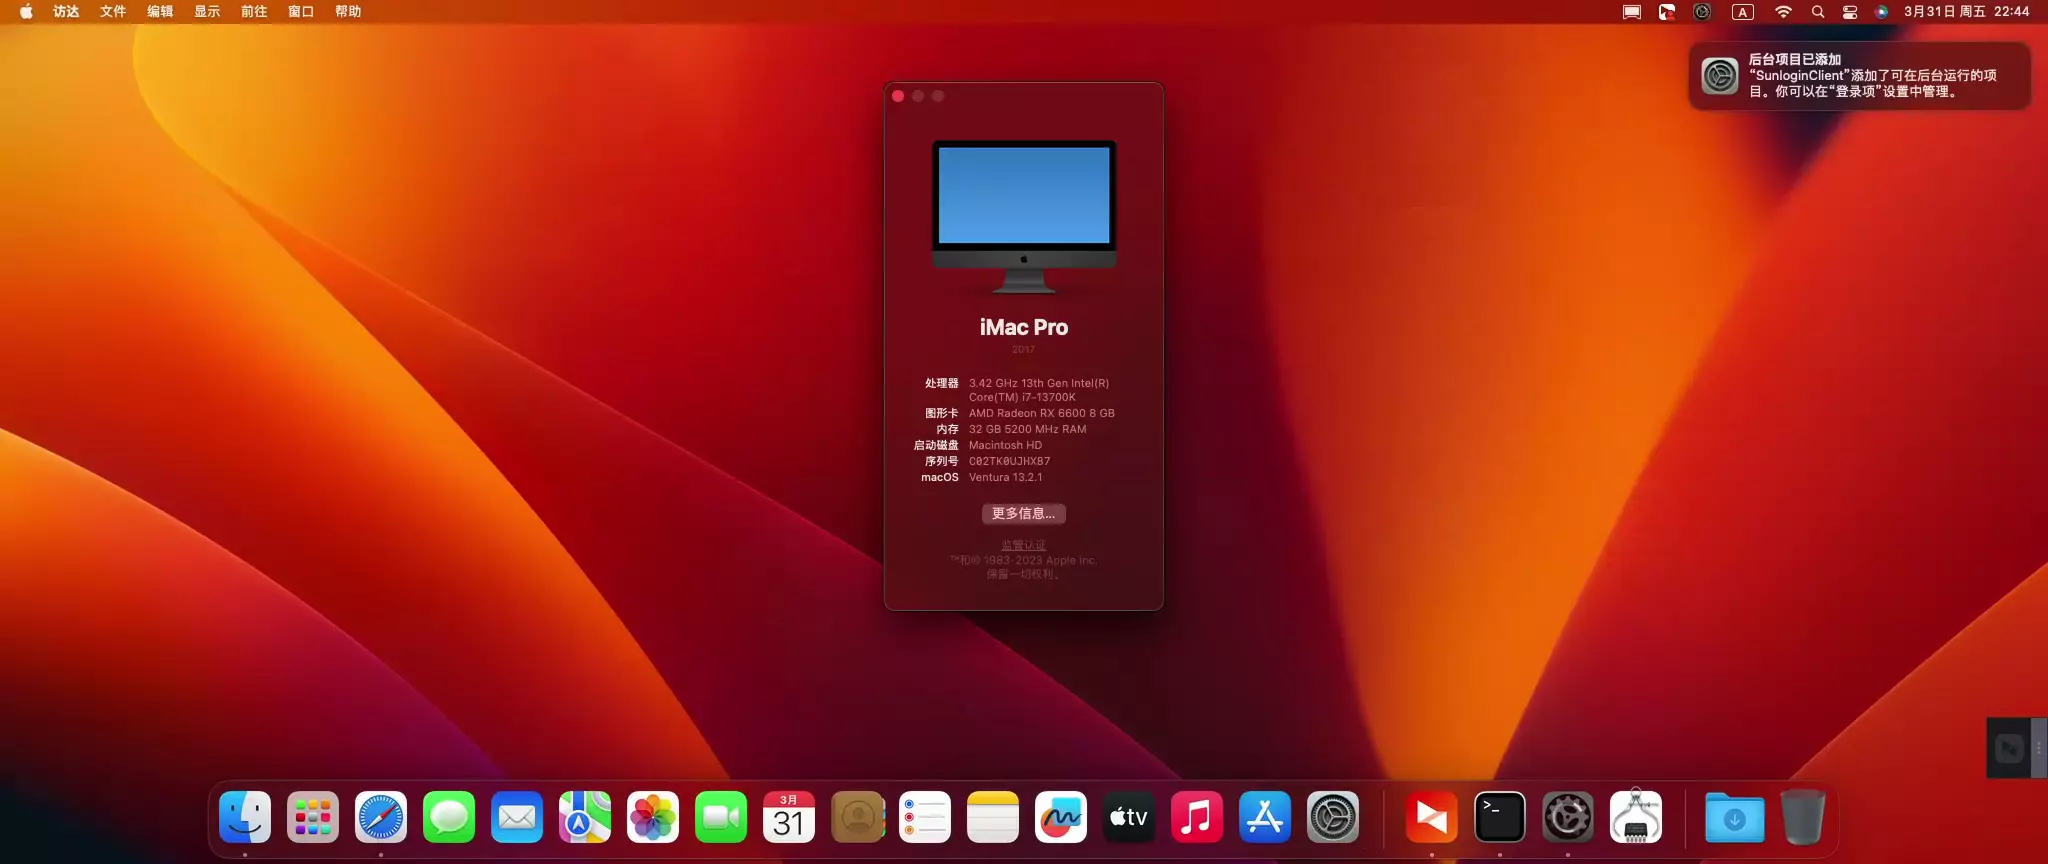 访达 文件 编辑 显示 前往 窗口 帮助
A 3月31日 周五 22:44
后台项目已添加
“SunloginClient”添加了可在后台运行的项
目。你可以在“登录项”设置中管理。
iMac Pro
2017
处理器 3.42 GHz 13th Gen Intel(R)
Core(TM) i7-13700K
图形卡 AMD Radeon RX 6600 8 GB
内存 32 GB 5200 MHz RAM
启动磁盘 Macintosh HD
序列号 C02TK0UJHX87
macOS Ventura 13.2.1
更多信息...
监管认证
™和© 1983-2023 Apple Inc.
保留一切权利。
3月
31
tv
>_